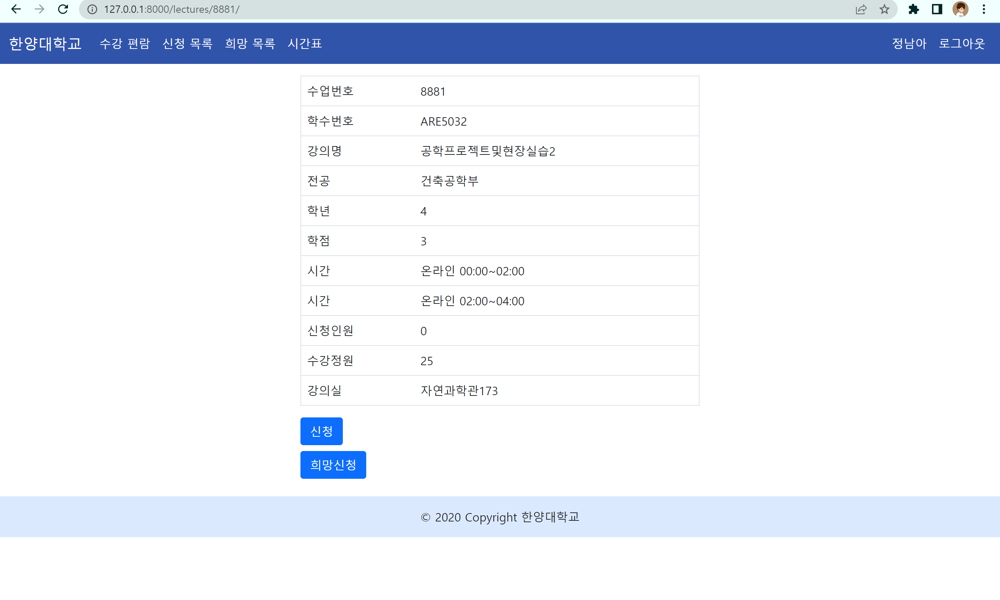 127.0.0.1:8000/lectures/8881/
한양대학교 수강 편람 신청 목록 희망 목록 시간표 정남아 로그아웃
수업번호 8881
학수번호 ARE5032
강의명 공학프로젝트및현장실습2
전공 건축공학부
학년 4
학점 3
시간 온라인 00:00~02:00
시간 온라인 02:00~04:00
신청인원 0
수강정원 25
강의실 자연과학관173
신청
희망신청
© 2020 Copyright 한양대학교